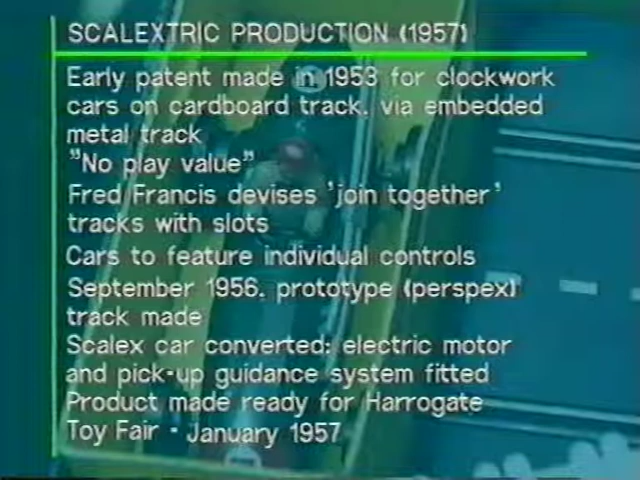 SCALEXTRIC PRODUCTION (1957)
Early patent made in 1953 for clockwork
cars on cardboard track, via embedded
metal track
"No play value"
Fred Francis devises 'join together'
tracks with slots
Cars to feature individual controls
September 1956, prototype (perspex)
track made
Scalex car converted: electric motor
and pick-up guidance system fitted
Product made ready for Harrogate
Toy Fair - January 1957